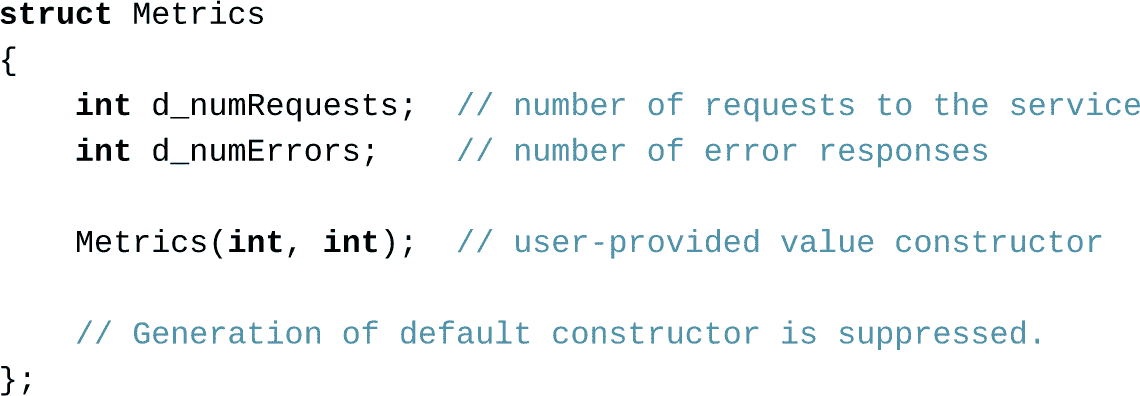 struct Metrics
{
    int d_numRequests;  // number of requests to the service
    int d_numErrors;    // number of error responses

    Metrics(int, int);  // user-provided value constructor

    // Generation of default constructor is suppressed.
};